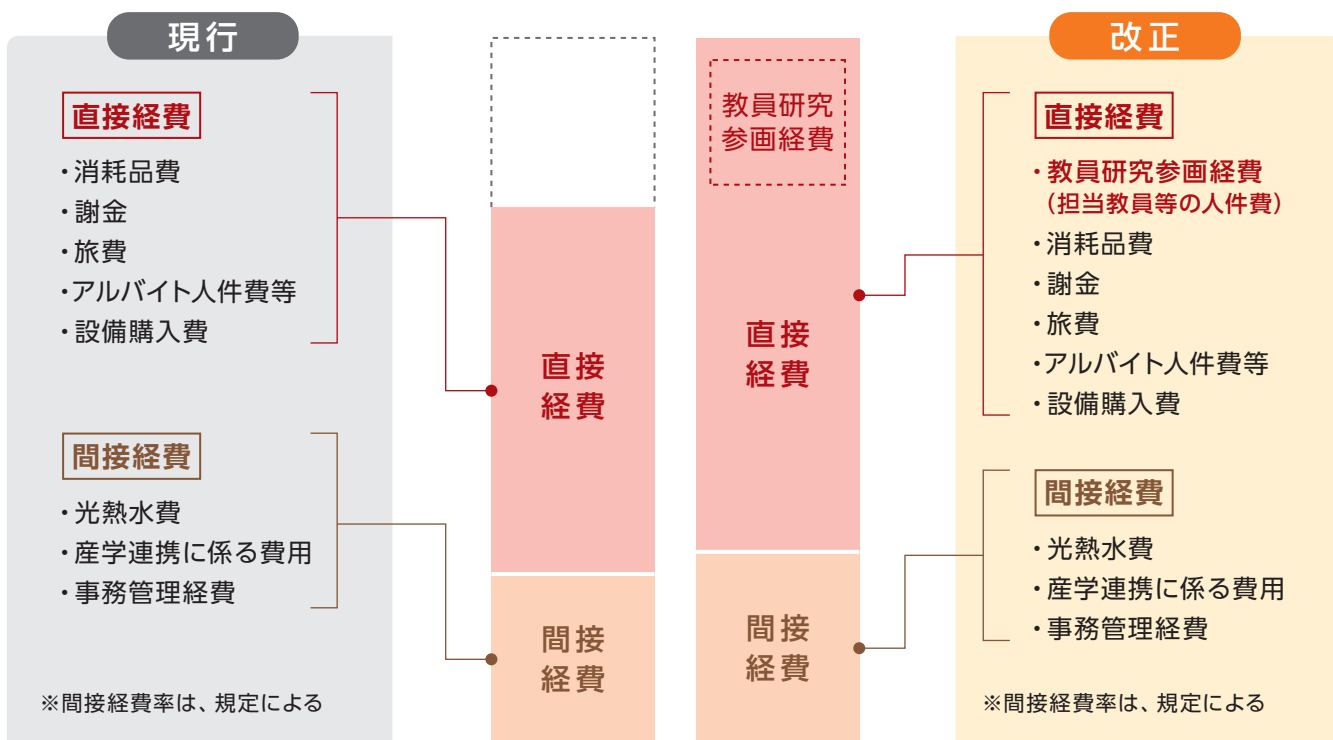 現行
直接経費
・消耗品費
・謝金
・旅費
・アルバイト人件費等
・設備購入費
間接経費
・光熱水費
・産学連携に係る費用
・事務管理経費
※間接経費率は、規定による
直接
経費
間接
経費
教員研究
参画経費
直接
経費
間接
経費
改正
直接経費
・教員研究参画経費
（担当教員等の人件費）
・消耗品費
・謝金
・旅費
・アルバイト人件費等
・設備購入費
間接経費
・光熱水費
・産学連携に係る費用
・事務管理経費
※間接経費率は、規定による